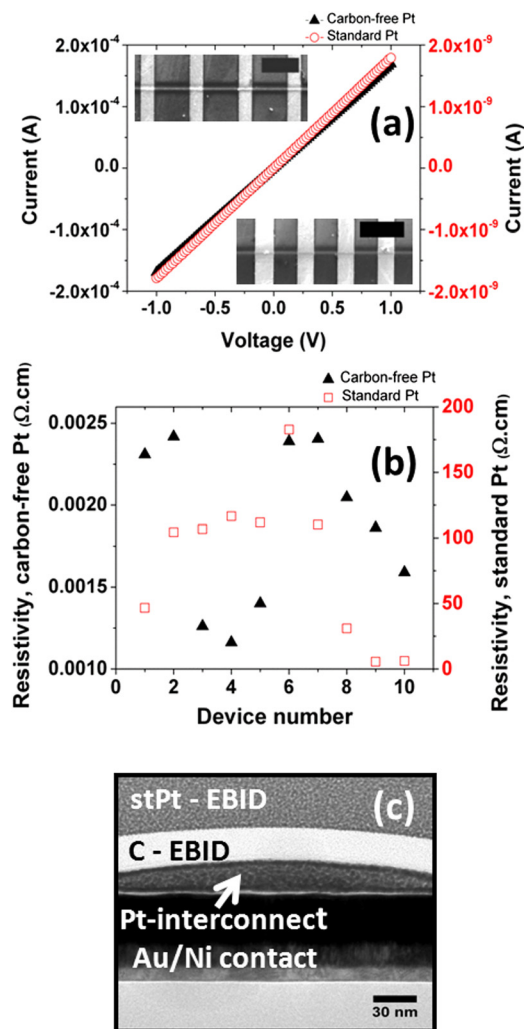 Carbon-free Pt
Standard Pt
2.0x10⁻⁴
1.0x10⁻⁴
0.0
-1.0x10⁻⁴
-2.0x10⁻⁴
Current (A)
2.0x10⁻⁹
1.0x10⁻⁹
0.0
-1.0x10⁻⁹
-2.0x10⁻⁹
Current (A)
(a)
-1.0 -0.5 0.0 0.5 1.0
Voltage (V)
Carbon-free Pt
Standard Pt
Resistivity, carbon-free Pt (Ω.cm)
0.0025
0.0020
0.0015
0.0010
200
150
100
50
0
Resistivity, standard Pt (Ω.cm)
(b)
0 2 4 6 8 10
Device number
stPt - EBID
(c)
C - EBID
Pt-interconnect
Au/Ni contact
30 nm